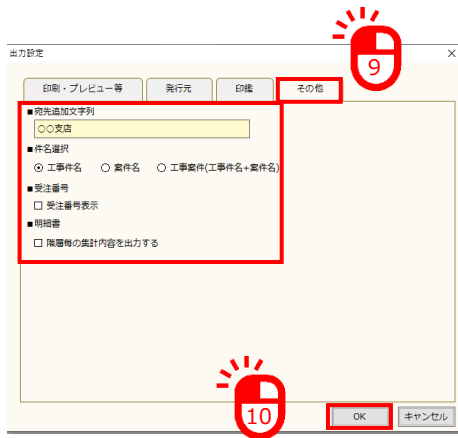 9
出力設定
印刷・プレビュー等 発行元 印鑑 その他
■宛先追加文字列
○○支店
■件名選択
工事件名 案件名 工事案件(工事件名+案件名)
■受注番号
受注番号表示
■明細書
階層毎の集計内容を出力する
10
OK キャンセル